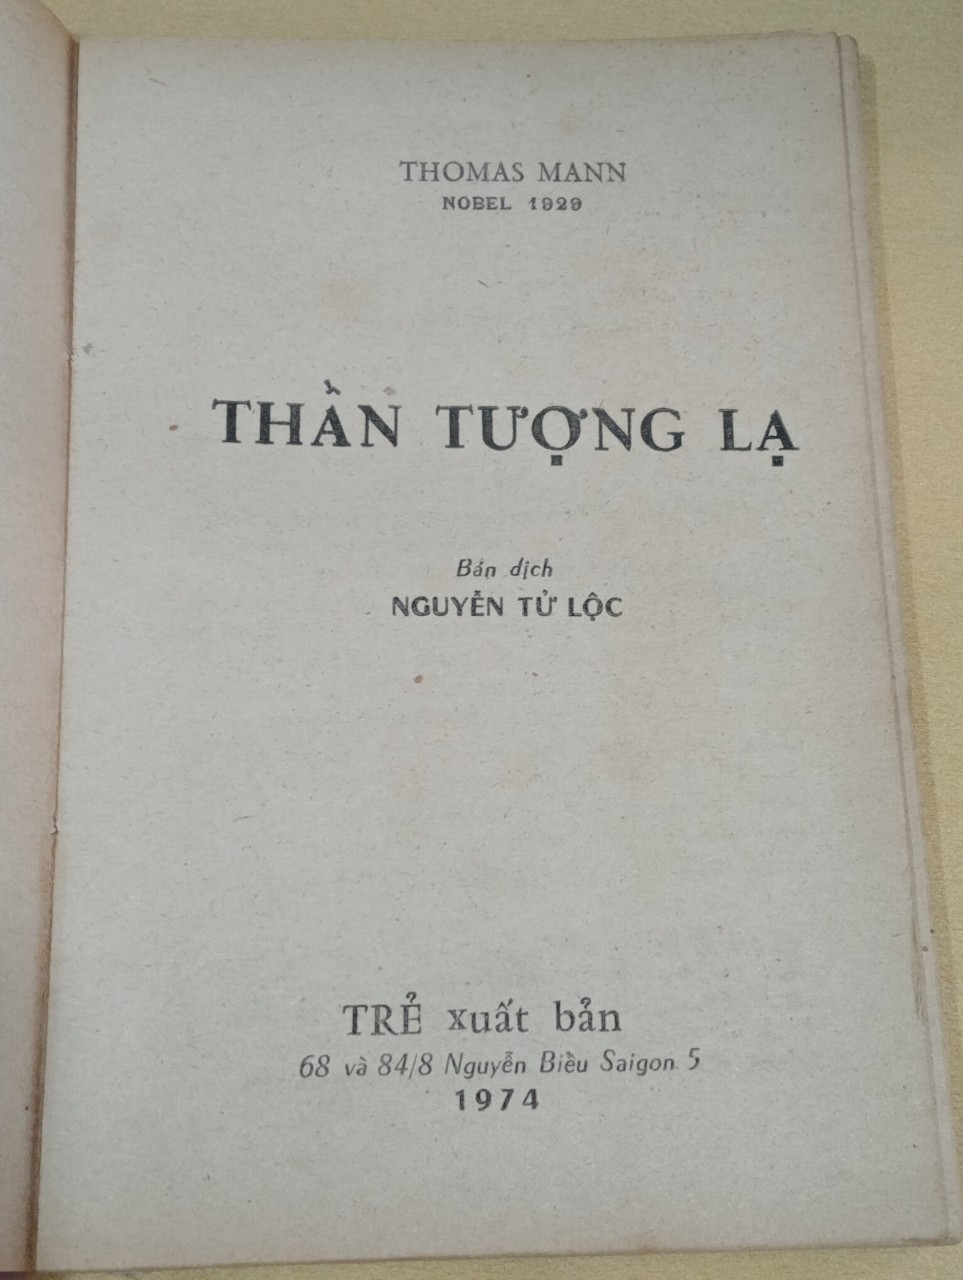 THOMAS MANN
NOBEL 1929
THẦN TƯỢNG LẠ
Bản dịch
NGUYỄN TỬ LỘC
TRẺ xuất bản
68 và 84/8 Nguyễn Biểu Saigon 5
1974